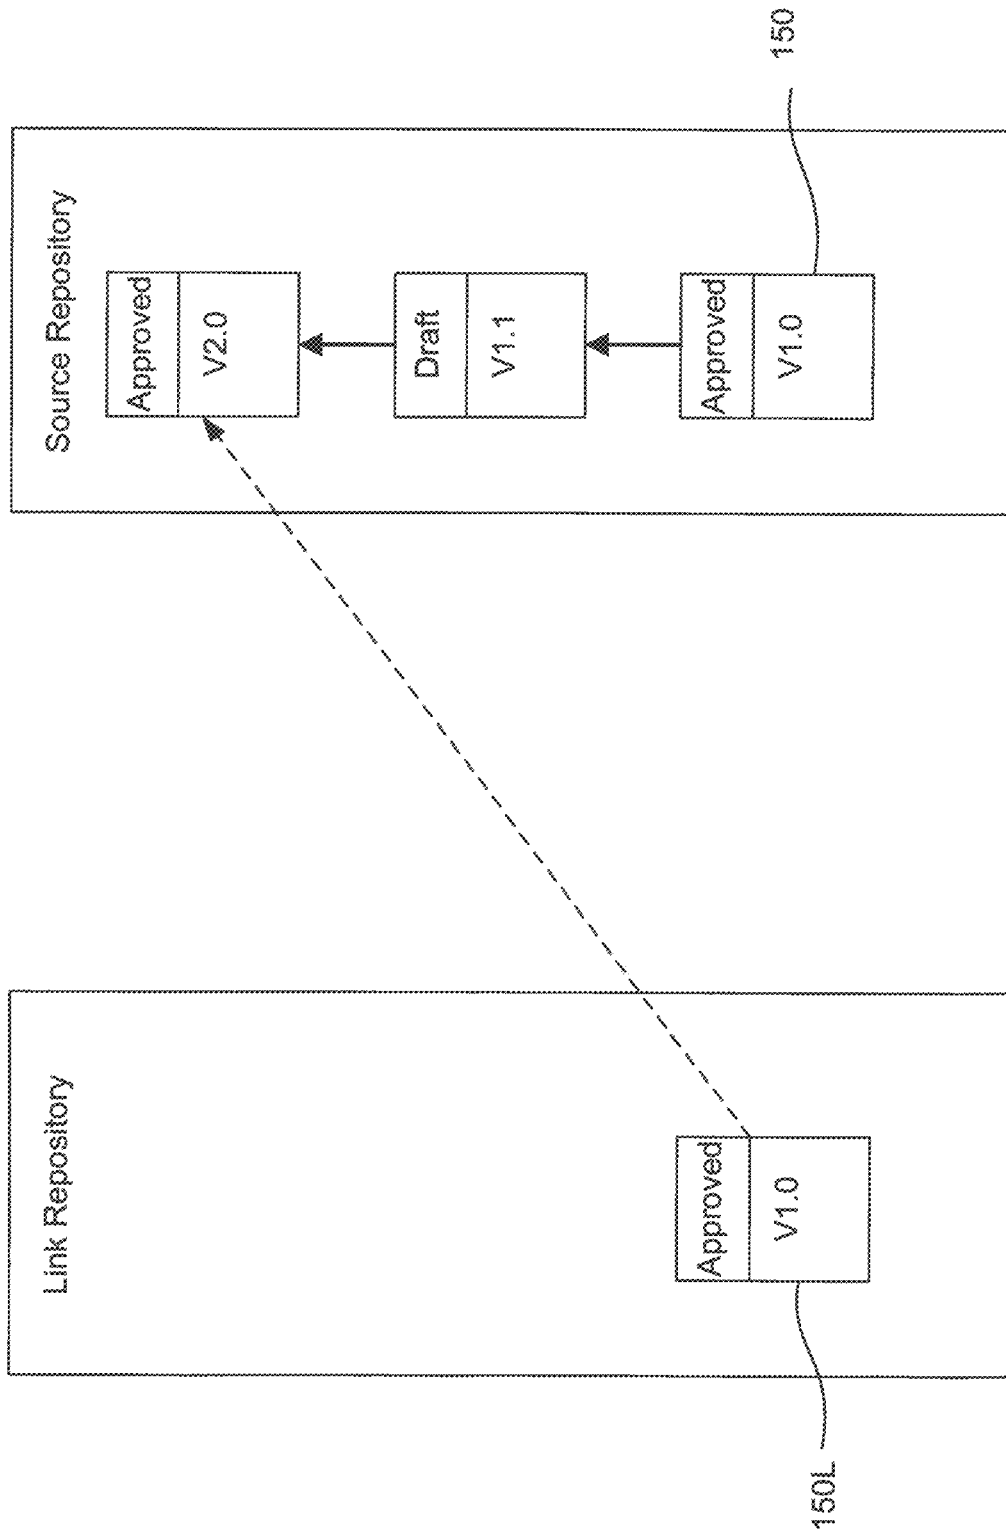 Link Repository
Approved
V1.0
150L
Source Repository
Approved
V2.0
Draft
V1.1
Approved
V1.0
150